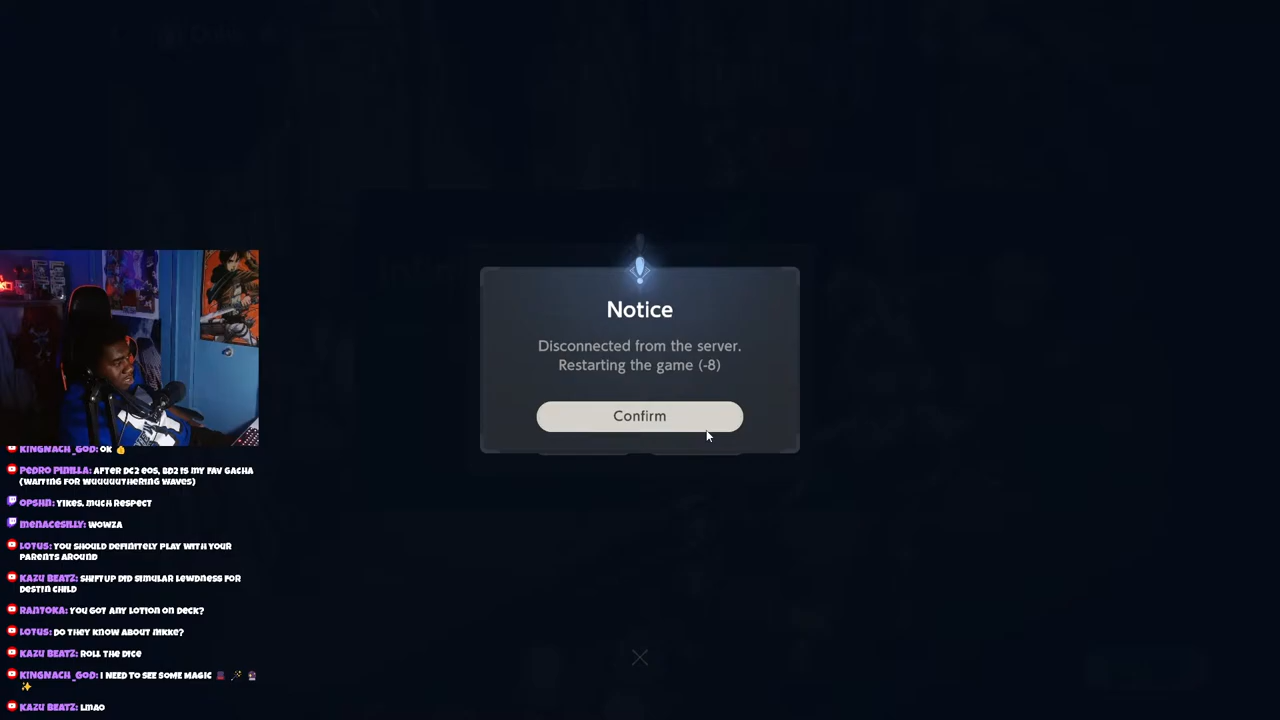 Notice
Disconnected from the server.
Restarting the game (-8)
Confirm
KINGNACH_GOD: OK 👍
PEDRO PINILLA: AFTER DC2 EOS, BD2 IS MY FAV GACHA
(WAITING FOR WUUUUUTHERING WAVES)
OPSHN: YIKES, MUCH RESPECT
MENACESILLY: WOWZA
LOTUS: YOU SHOULD DEFINITELY PLAY WITH YOUR
PARENTS AROUND
KAZU BEATZ: SHIFTUP DID SIMULAR LEWDNESS FOR
DESTIN CHILD
RANTOKA: YOU GOT ANY LOTION ON DECK?
LOTUS: DO THEY KNOW ABOUT NIKKE?
KAZU BEATZ: ROLL THE DICE
KINGNACH_GOD: I NEED TO SEE SOME MAGIC 🎩 🪄 🔮
✨
KAZU BEATZ: LMAO